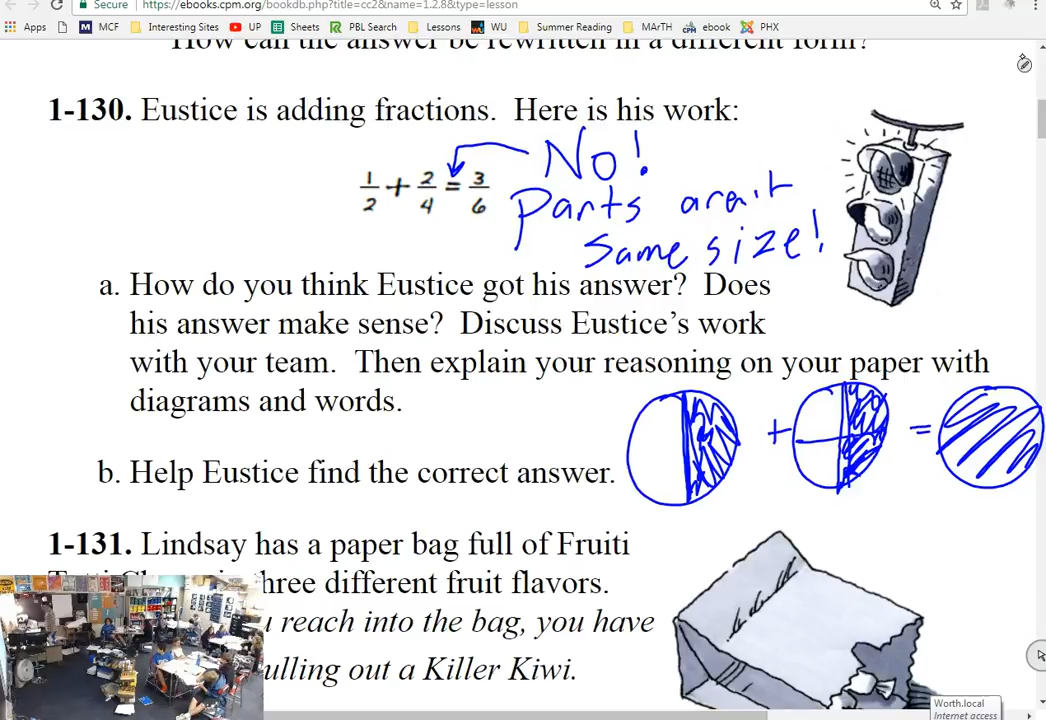 Secure https://ebooks.cpm.org/bookdb.php?title=cc2&name=1.2.8&type=lesson
Apps MCF Interesting Sites UP Sheets PBL Search Lessons WU Summer Reading MArTH ebook PHX
How can the answer be rewritten in a different form?
1-130. Eustice is adding fractions. Here is his work:
No!
1/2 + 2/4 = 3/6
Parts aren't
same size!
a. How do you think Eustice got his answer? Does
his answer make sense? Discuss Eustice's work
with your team. Then explain your reasoning on your paper with
diagrams and words.
+ =
b. Help Eustice find the correct answer.
1-131. Lindsay has a paper bag full of Fruiti
three different fruit flavors.
reach into the bag, you have
ulling out a Killer Kiwi.
Worth.local
Internet access